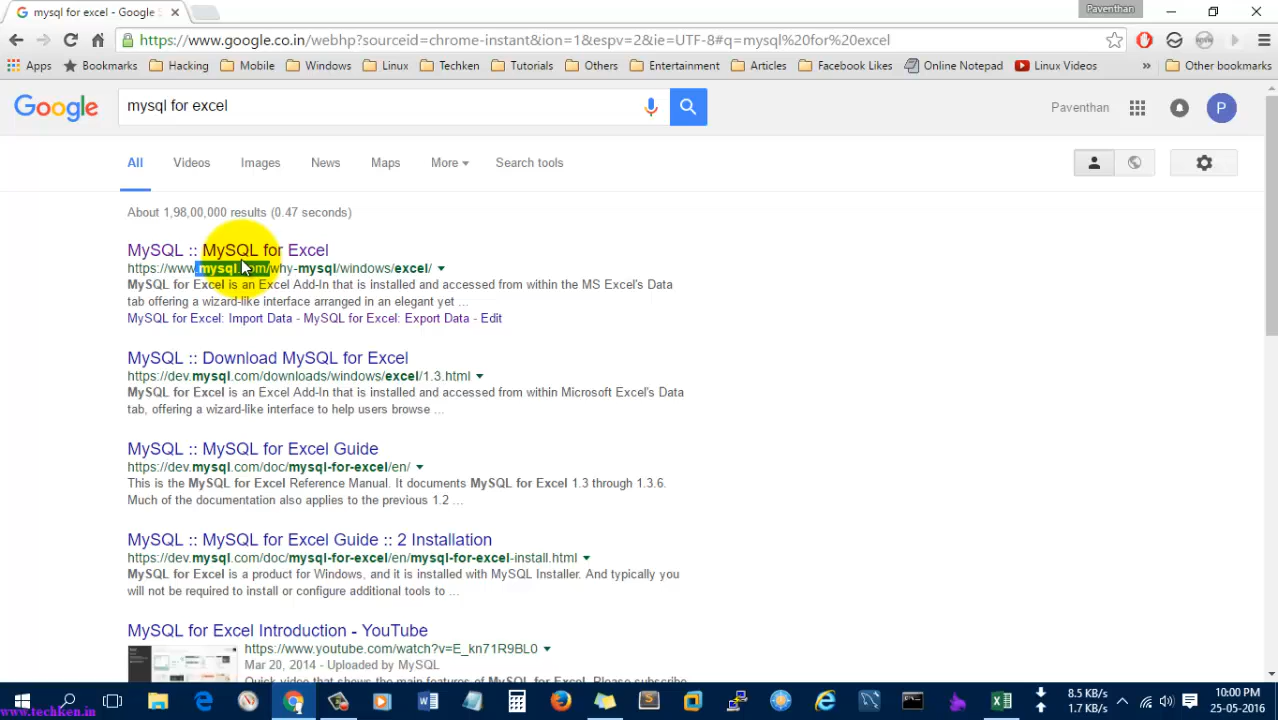 mysql for excel - Google S
Paventhan
https://www.google.co.in/webhp?sourceid=chrome-instant&ion=1&espv=2&ie=UTF-8#q=mysql%20for%20excel
Apps Bookmarks Hacking Mobile Windows Linux Techken Tutorials Others Entertainment Articles Facebook Likes Online Notepad Linux Videos » Other bookmarks
Google mysql for excel Paventhan P
All Videos Images News Maps More Search tools
About 1,98,00,000 results (0.47 seconds)
MySQL :: MySQL for Excel
https://www.mysql.com/why-mysql/windows/excel/
MySQL for Excel is an Excel Add-In that is installed and accessed from within the MS Excel's Data
tab offering a wizard-like interface arranged in an elegant yet ...
MySQL for Excel: Import Data - MySQL for Excel: Export Data - Edit
MySQL :: Download MySQL for Excel
https://dev.mysql.com/downloads/windows/excel/1.3.html
MySQL for Excel is an Excel Add-In that is installed and accessed from within Microsoft Excel's Data
tab, offering a wizard-like interface to help users browse ...
MySQL :: MySQL for Excel Guide
https://dev.mysql.com/doc/mysql-for-excel/en/
This is the MySQL for Excel Reference Manual. It documents MySQL for Excel 1.3 through 1.3.6.
Much of the documentation also applies to the previous 1.2 ...
MySQL :: MySQL for Excel Guide :: 2 Installation
https://dev.mysql.com/doc/mysql-for-excel/en/mysql-for-excel-install.html
MySQL for Excel is a product for Windows, and it is installed with MySQL Installer. And typically you
will not be required to install or configure additional tools to ...
MySQL for Excel Introduction - YouTube
https://www.youtube.com/watch?v=E_kn71R9BL0
Mar 20, 2014 - Uploaded by MySQL
Quick video that shows the main features of MySQL for Excel. Please subscribe
8.5 KB/s 10:00 PM
1.7 KB/s 25-05-2016
www.techken.in